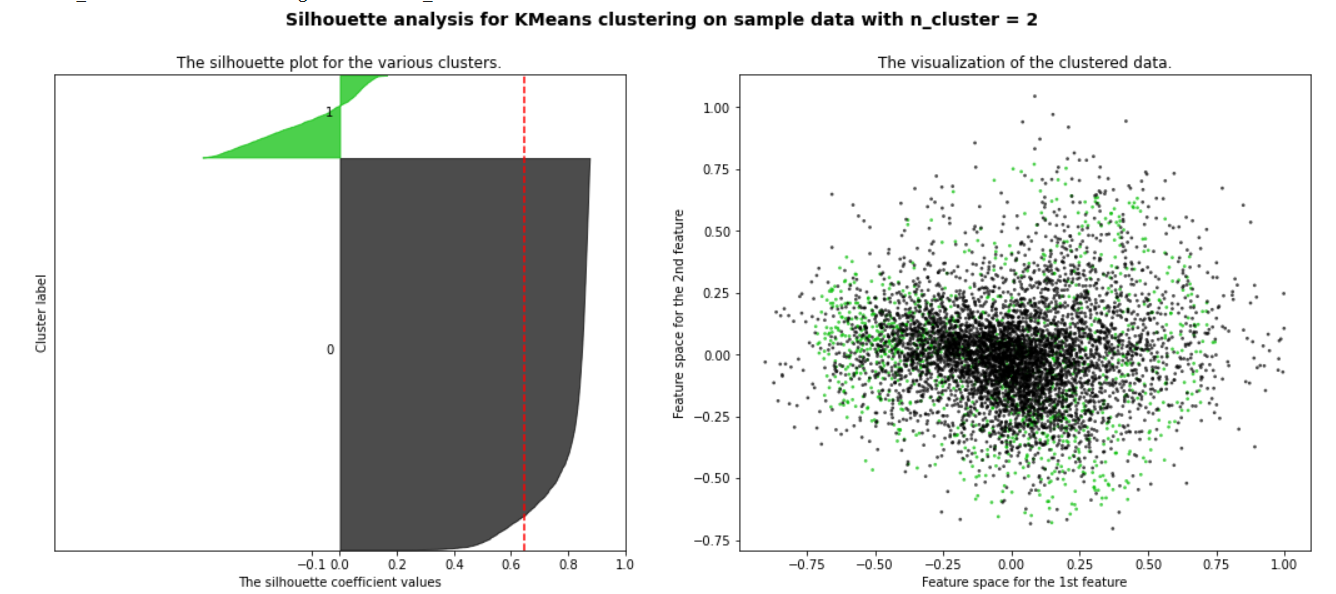 Silhouette analysis for KMeans clustering on sample data with n_cluster = 2
The silhouette plot for the various clusters.
1
0
Cluster label
−0.1 0.0 0.2 0.4 0.6 0.8 1.0
The silhouette coefficient values
The visualization of the clustered data.
1.00
0.75
0.50
0.25
0.00
−0.25
−0.50
−0.75
Feature space for the 2nd feature
−0.75 −0.50 −0.25 0.00 0.25 0.50 0.75 1.00
Feature space for the 1st feature